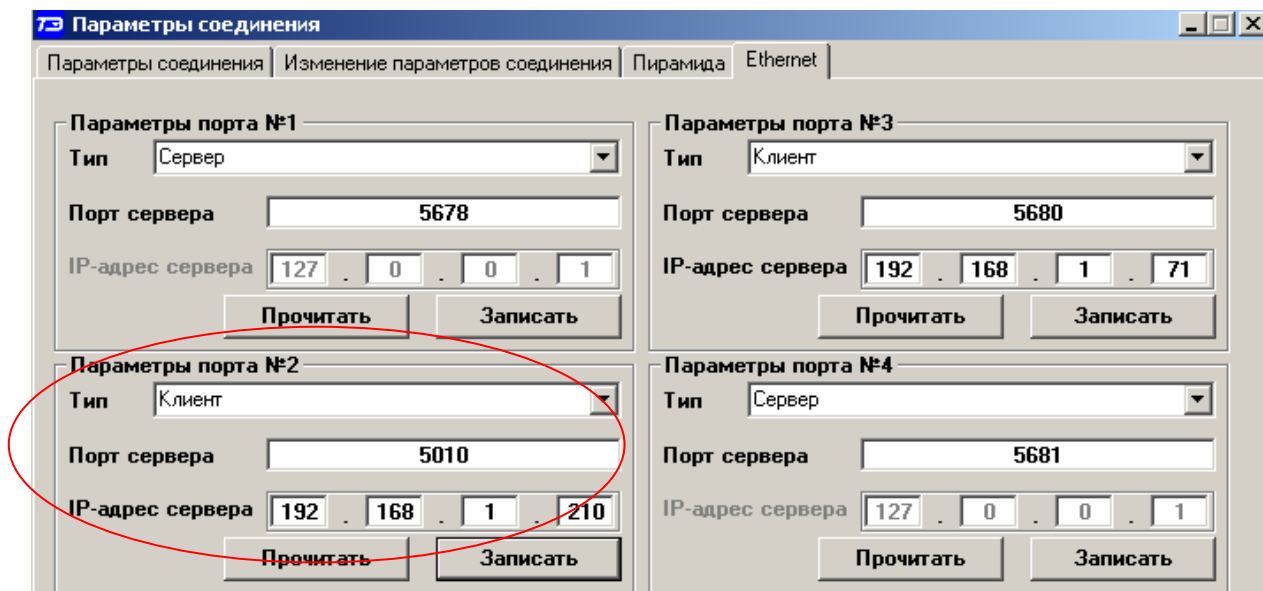 ТЭ Параметры соединения
Параметры соединения Изменение параметров соединения Пирамида Ethernet
Параметры порта №1
Тип Сервер
Порт сервера 5678
IP-адрес сервера 127 . 0 . 0 . 1
Прочитать Записать
Параметры порта №3
Тип Клиент
Порт сервера 5680
IP-адрес сервера 192 . 168 . 1 . 71
Прочитать Записать
Параметры порта №2
Тип Клиент
Порт сервера 5010
IP-адрес сервера 192 . 168 . 1 . 210
Прочитать Записать
Параметры порта №4
Тип Сервер
Порт сервера 5681
IP-адрес сервера 127 . 0 . 0 . 1
Прочитать Записать